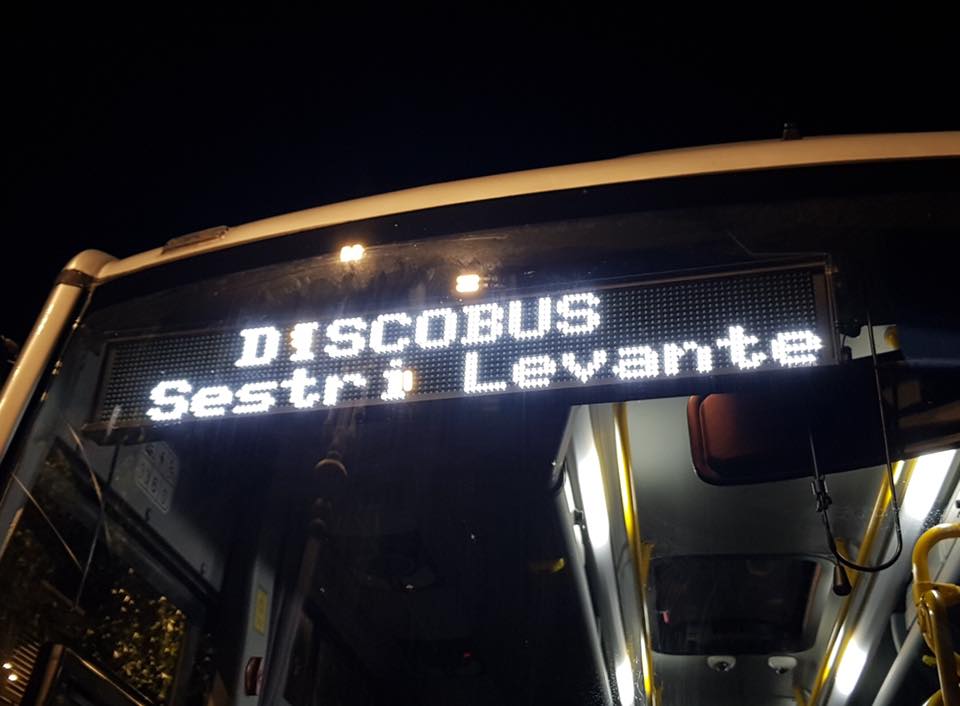 DISCOBUS
Sestri Levante